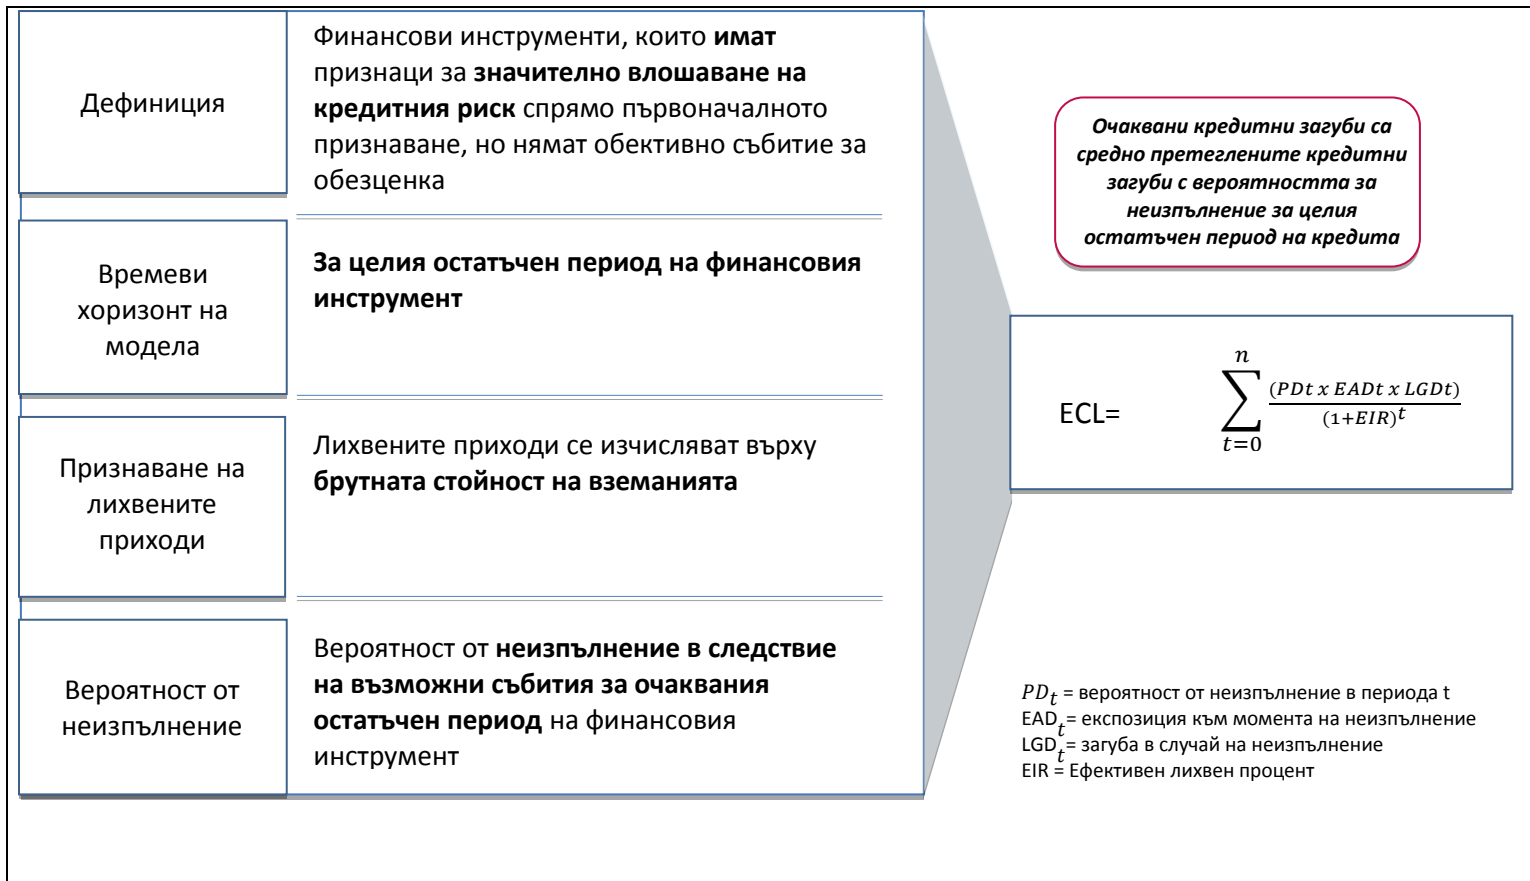 Дефиниция
Финансови инструменти, които имат
признаци за значително влошаване на
кредитния риск спрямо първоначалното
признаване, но нямат обективно събитие за
обезценка
Времеви
хоризонт на
модела
За целия остатъчен период на финансовия
инструмент
Признаване на
лихвените
приходи
Лихвените приходи се изчисляват върху
брутната стойност на вземанията
Вероятност от
неизпълнение
Вероятност от неизпълнение в следствие
на възможни събития за очаквания
остатъчен период на финансовия
инструмент
Очаквани кредитни загуби са
средно претеглените кредитни
загуби с вероятността за
неизпълнение за целия
остатъчен период на кредита
ECL= \sum_{t=0}^{n} \frac{(PDt x EADt x LGDt)}{(1+EIR)^t}
PD_t = вероятност от неизпълнение в периода t
EAD_t = експозиция към момента на неизпълнение
LGD_t = загуба в случай на неизпълнение
EIR = Ефективен лихвен процент